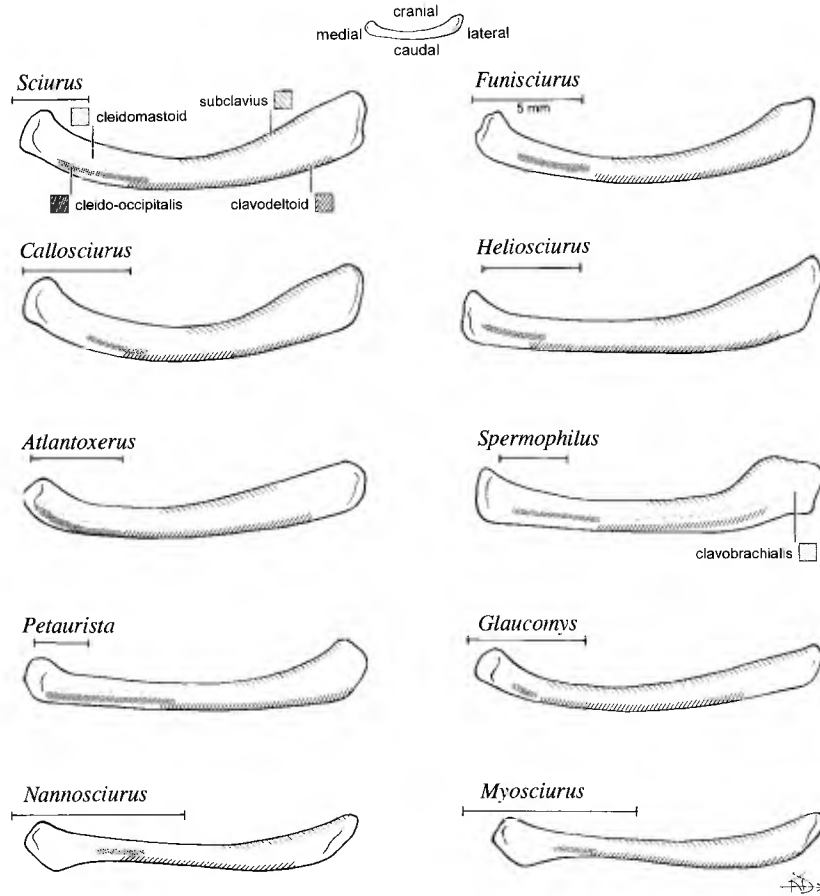 cranial
medial lateral
caudal
Sciurus
subclavius
cleidomastoid
cleido-occipitalis
clavodeltoid
Funisciurus
5 mm
Callosciurus
Heliosciurus
Atlantoxerus
Spermophilus
clavobrachialis
Petaurista
Glaucomys
Nannosciurus
Myosciurus